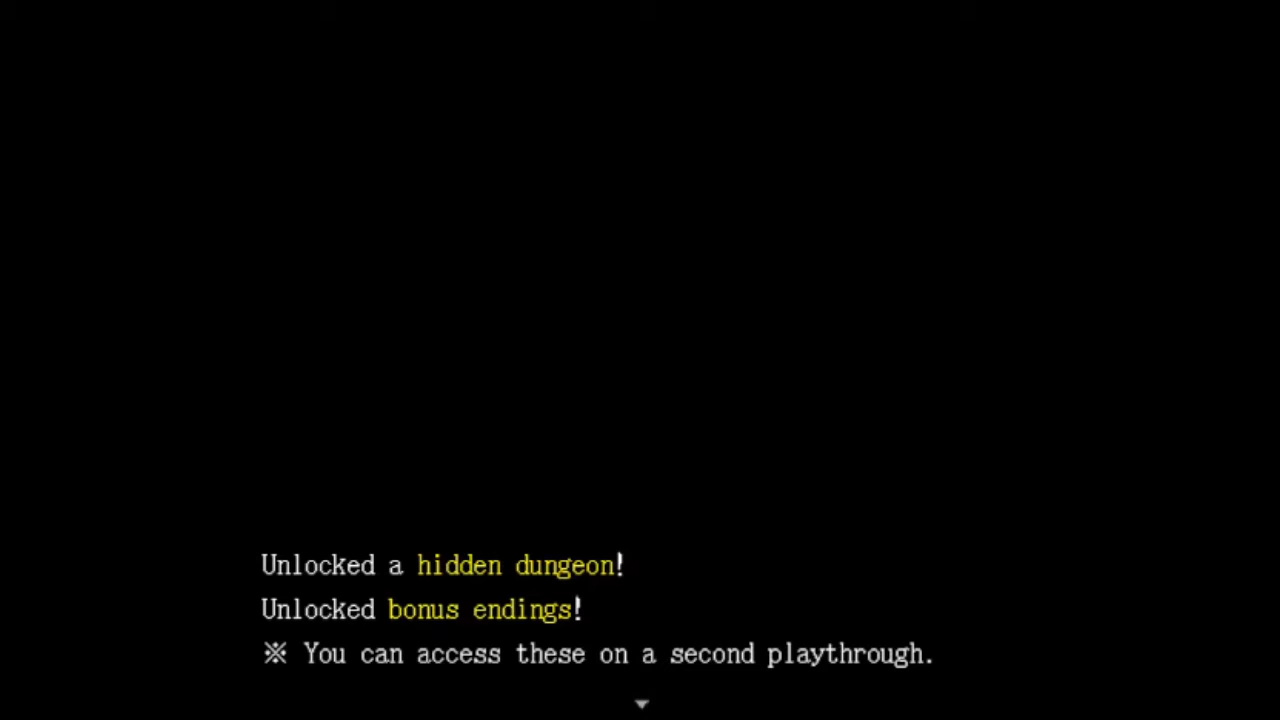 Unlocked a hidden dungeon!
Unlocked bonus endings!
※ You can access these on a second playthrough.